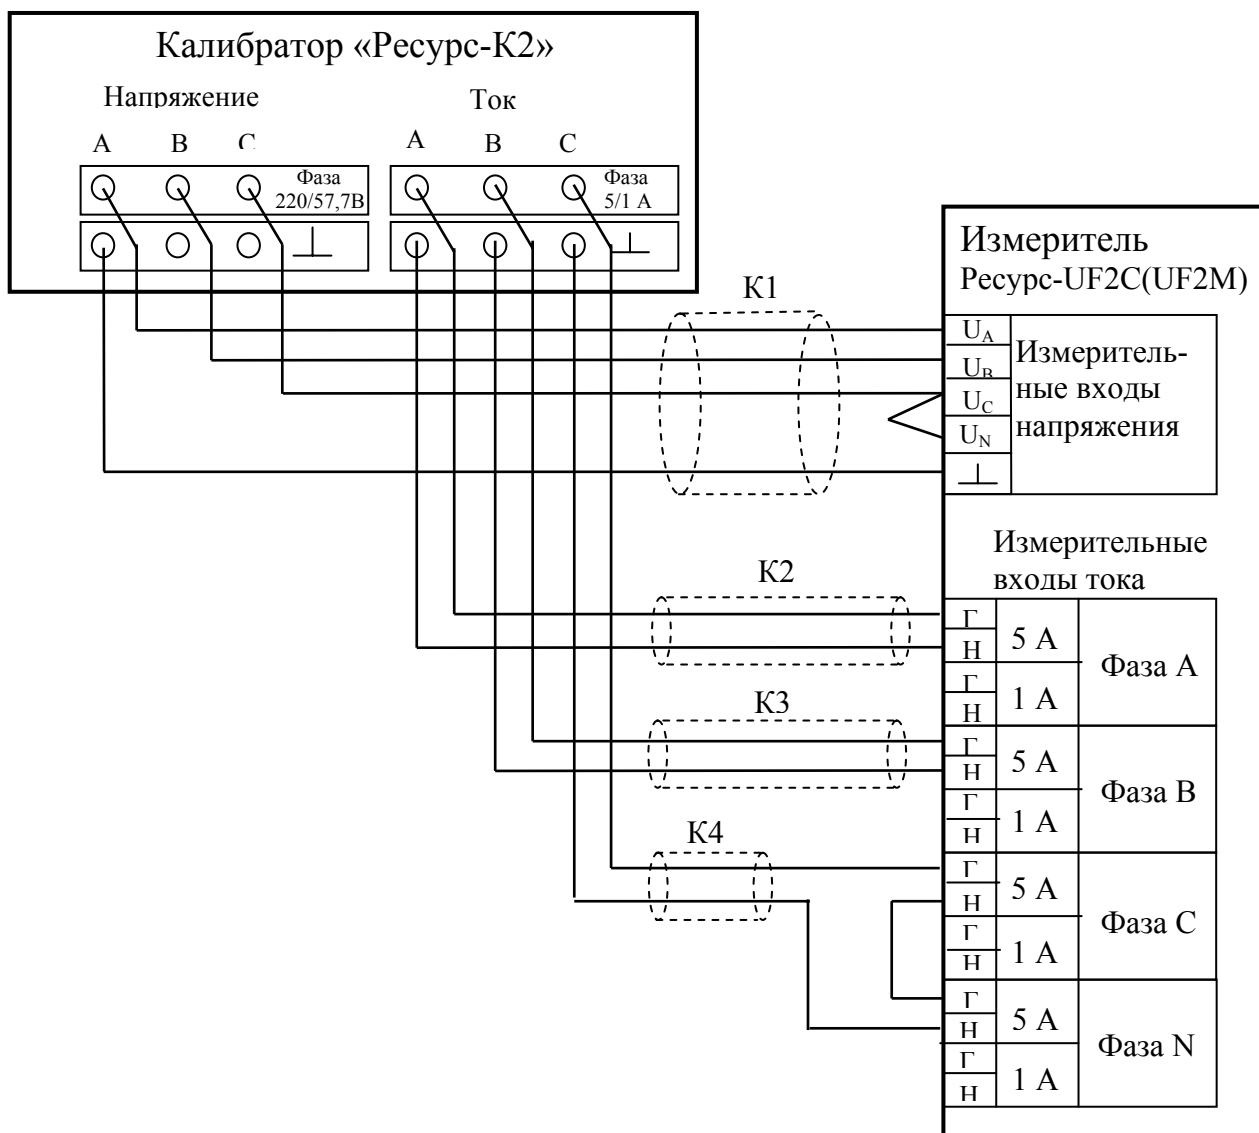 Калибратор «Ресурс-К2»
Напряжение
Ток
А В С
А В С
Фаза
220/57,7В
Фаза
5/1 А
Измеритель
Ресурс-UF2C(UF2M)
К1
UA
UB
UC
UN
Измеритель-
ные входы
напряжения
Измерительные
входы тока
К2
Г
Н
5 А
Г
Н
1 А
Фаза А
К3
Г
Н
5 А
Г
Н
1 А
Фаза В
К4
Г
Н
5 А
Г
Н
1 А
Фаза С
Г
Н
5 А
Г
Н
1 А
Фаза N